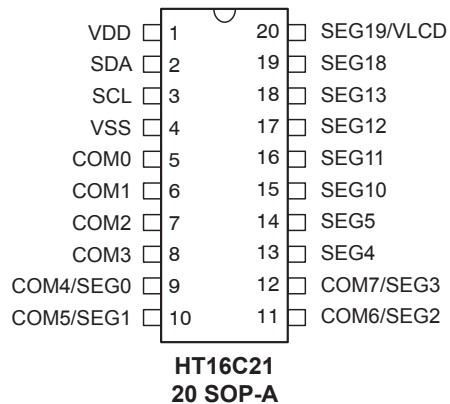 VDD 1 20 SEG19/VLCD
SDA 2 19 SEG18
SCL 3 18 SEG13
VSS 4 17 SEG12
COM0 5 16 SEG11
COM1 6 15 SEG10
COM2 7 14 SEG5
COM3 8 13 SEG4
COM4/SEG0 9 12 COM7/SEG3
COM5/SEG1 10 11 COM6/SEG2
HT16C21
20 SOP-A